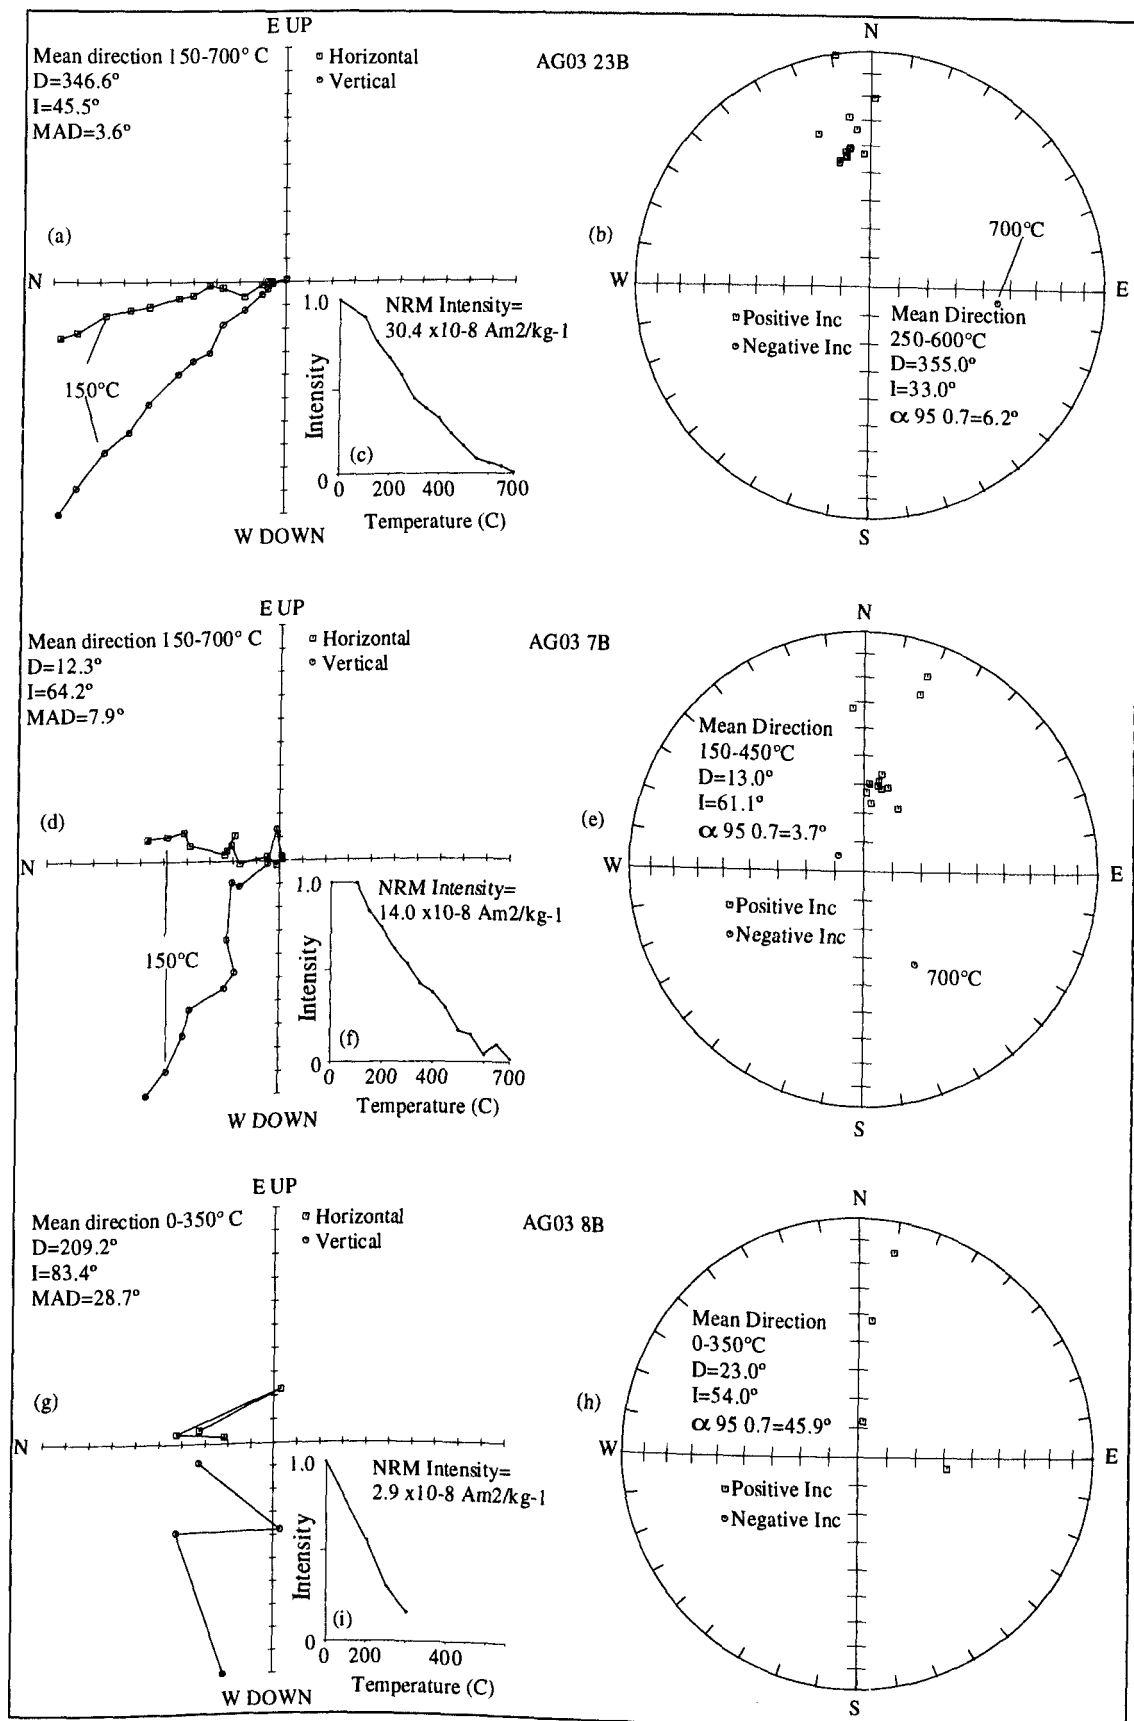 E UP
Mean direction 150-700° C
D=346.6°
I=45.5°
MAD=3.6°
Horizontal
Vertical
AG03 23B
(a)
N
150°C
W DOWN
1.0
NRM Intensity=
30.4 x10-8 Am2/kg-1
Intensity
(c)
0
0 200 400 700
Temperature (C)
N
(b)
700°C
W
E
Positive Inc
Negative Inc
Mean Direction
250-600°C
D=355.0°
I=33.0°
α 95 0.7=6.2°
S
E UP
Mean direction 150-700° C
D=12.3°
I=64.2°
MAD=7.9°
Horizontal
Vertical
AG03 7B
(d)
N
150°C
W DOWN
1.0
NRM Intensity=
14.0 x10-8 Am2/kg-1
Intensity
(f)
0
200 400 700
Temperature (C)
N
Mean Direction
150-450°C
D=13.0°
I=61.1°
α 95 0.7=3.7°
(e)
W
E
Positive Inc
Negative Inc
700°C
S
E UP
Mean direction 0-350° C
D=209.2°
I=83.4°
MAD=28.7°
Horizontal
Vertical
AG03 8B
(g)
N
W DOWN
1.0
NRM Intensity=
2.9 x10-8 Am2/kg-1
Intensity
(i)
0
0 200 400
Temperature (C)
N
Mean Direction
0-350°C
D=23.0°
I=54.0°
α 95 0.7=45.9°
(h)
W
E
Positive Inc
Negative Inc
S